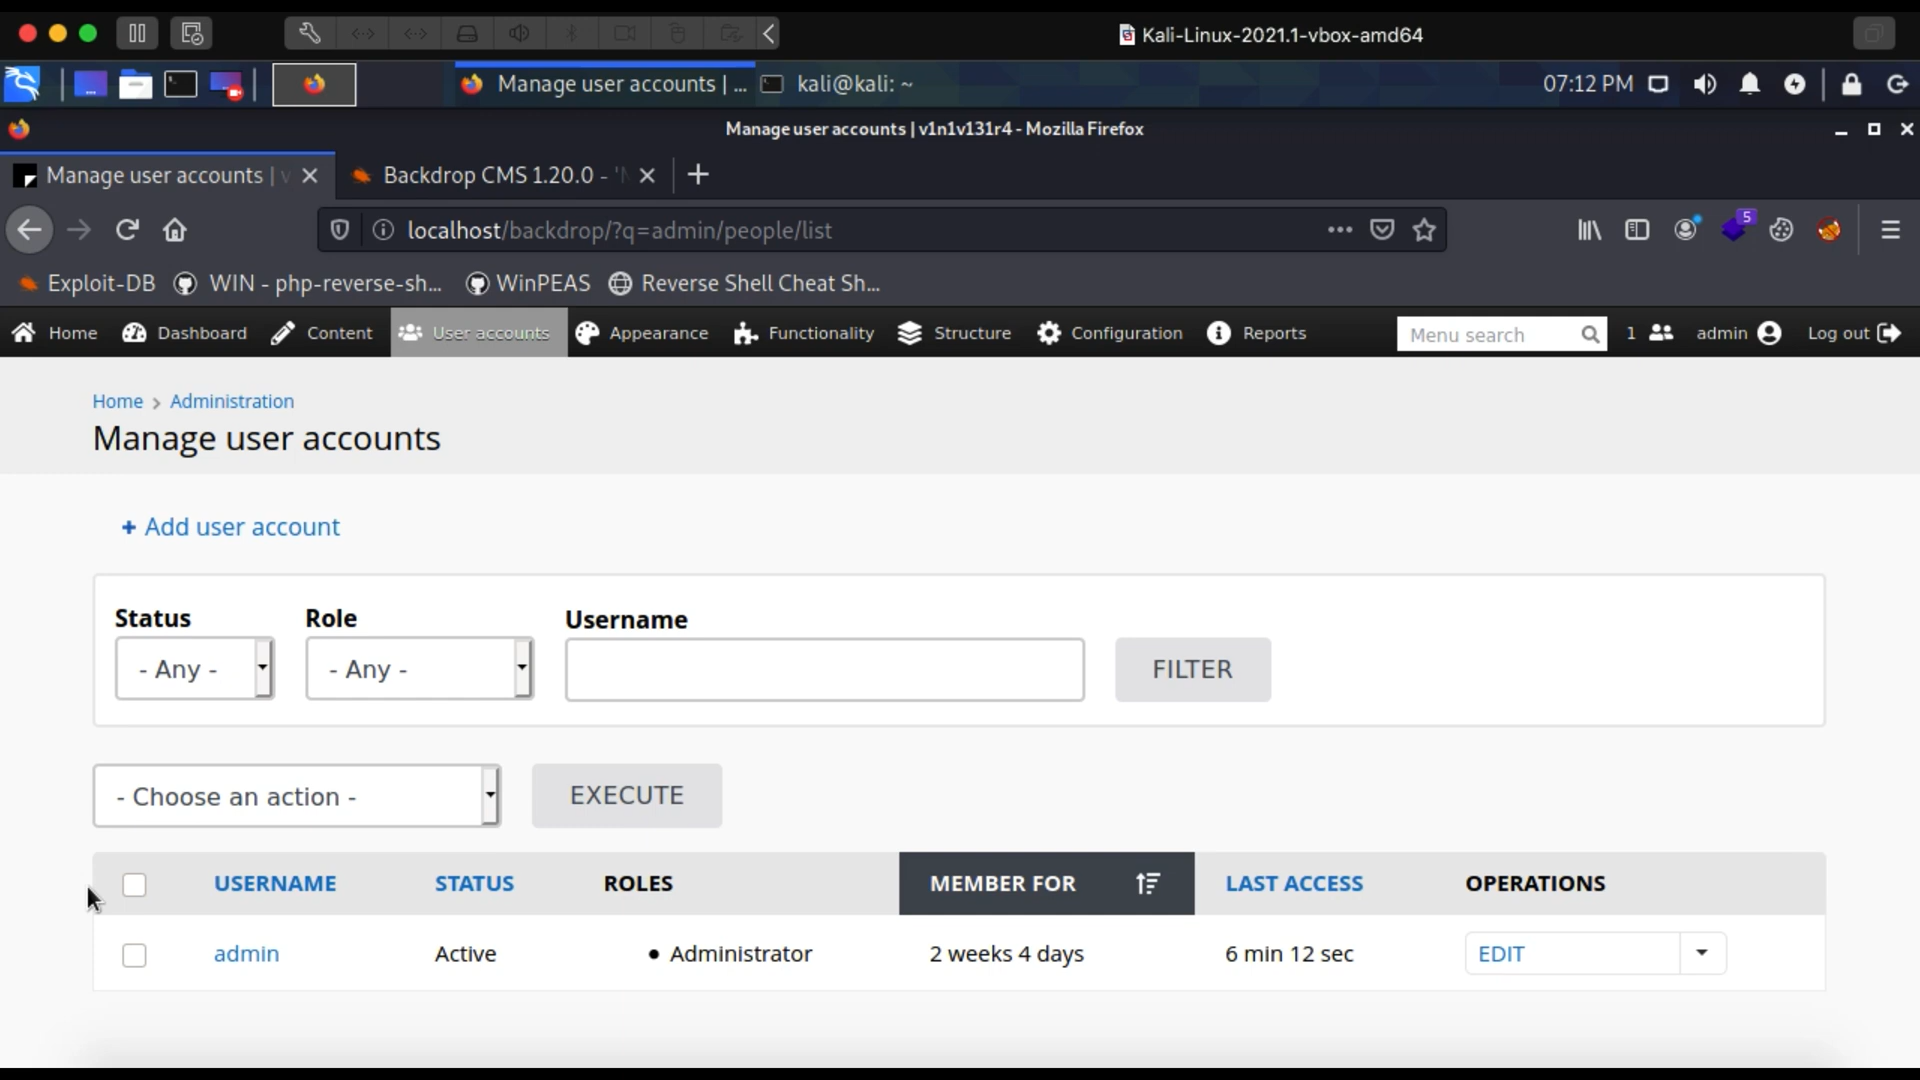 Kali-Linux-2021.1-vbox-amd64
Manage user accounts | ...
kali@kali: ~
07:12 PM
Manage user accounts | v1n1v131r4 - Mozilla Firefox
Manage user accounts |
Backdrop CMS 1.20.0 - '
localhost/backdrop/?q=admin/people/list
5
Exploit-DB
WIN - php-reverse-sh...
WinPEAS
Reverse Shell Cheat Sh...
Home
Dashboard
Content
User accounts
Appearance
Functionality
Structure
Configuration
Reports
Menu search
1
admin
Log out
Home > Administration
Manage user accounts
+ Add user account
Status
Role
Username
- Any -
- Any -
FILTER
- Choose an action -
EXECUTE
USERNAME
STATUS
ROLES
MEMBER FOR
LAST ACCESS
OPERATIONS
admin
Active
• Administrator
2 weeks 4 days
6 min 12 sec
EDIT